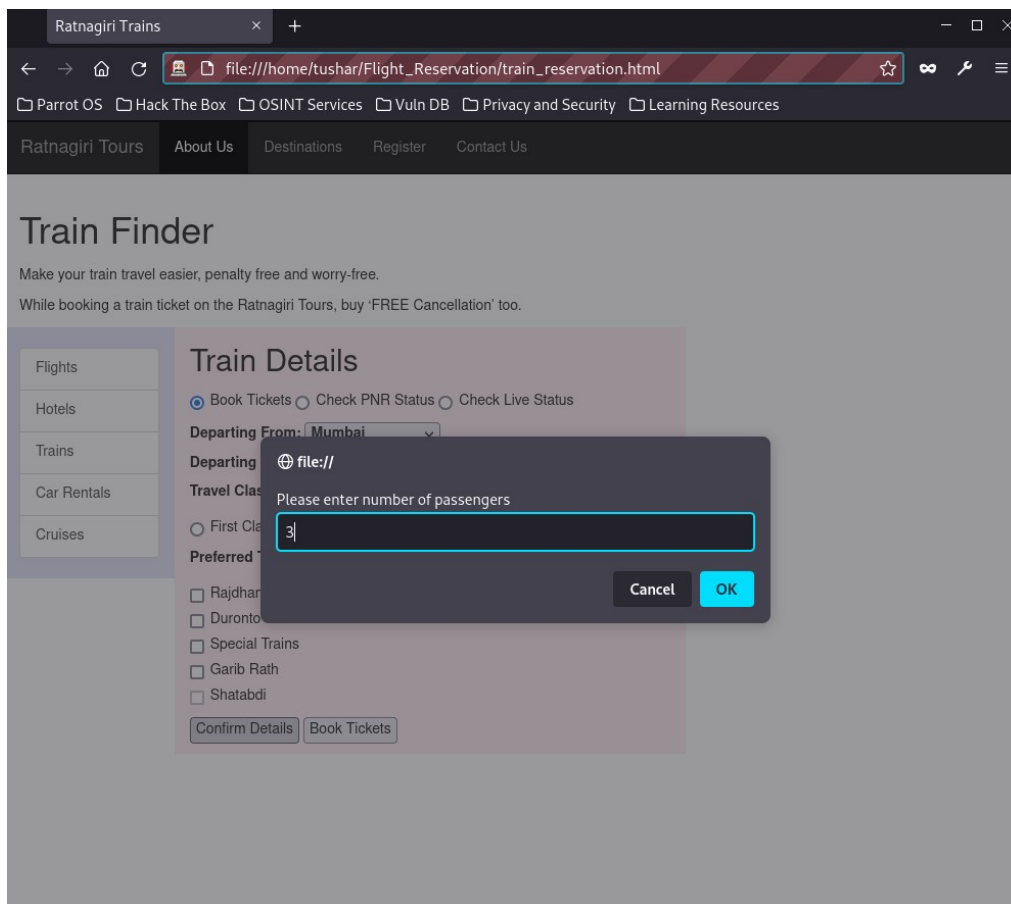 Ratnagiri Trains
file:///home/tushar/Flight_Reservation/train_reservation.html
Parrot OS Hack The Box OSINT Services Vuln DB Privacy and Security Learning Resources
Ratnagiri Tours About Us Destinations Register Contact Us
Train Finder
Make your train travel easier, penalty free and worry-free.
While booking a train ticket on the Ratnagiri Tours, buy ‘FREE Cancellation’ too.
Flights
Hotels
Trains
Car Rentals
Cruises
Train Details
Book Tickets Check PNR Status Check Live Status
Departing From: Mumbai
Departing
Travel Clas
First Cla
Preferred
Rajdhan
Duronto
Special Trains
Garib Rath
Shatabdi
Confirm Details Book Tickets
file://
Please enter number of passengers
3
Cancel OK